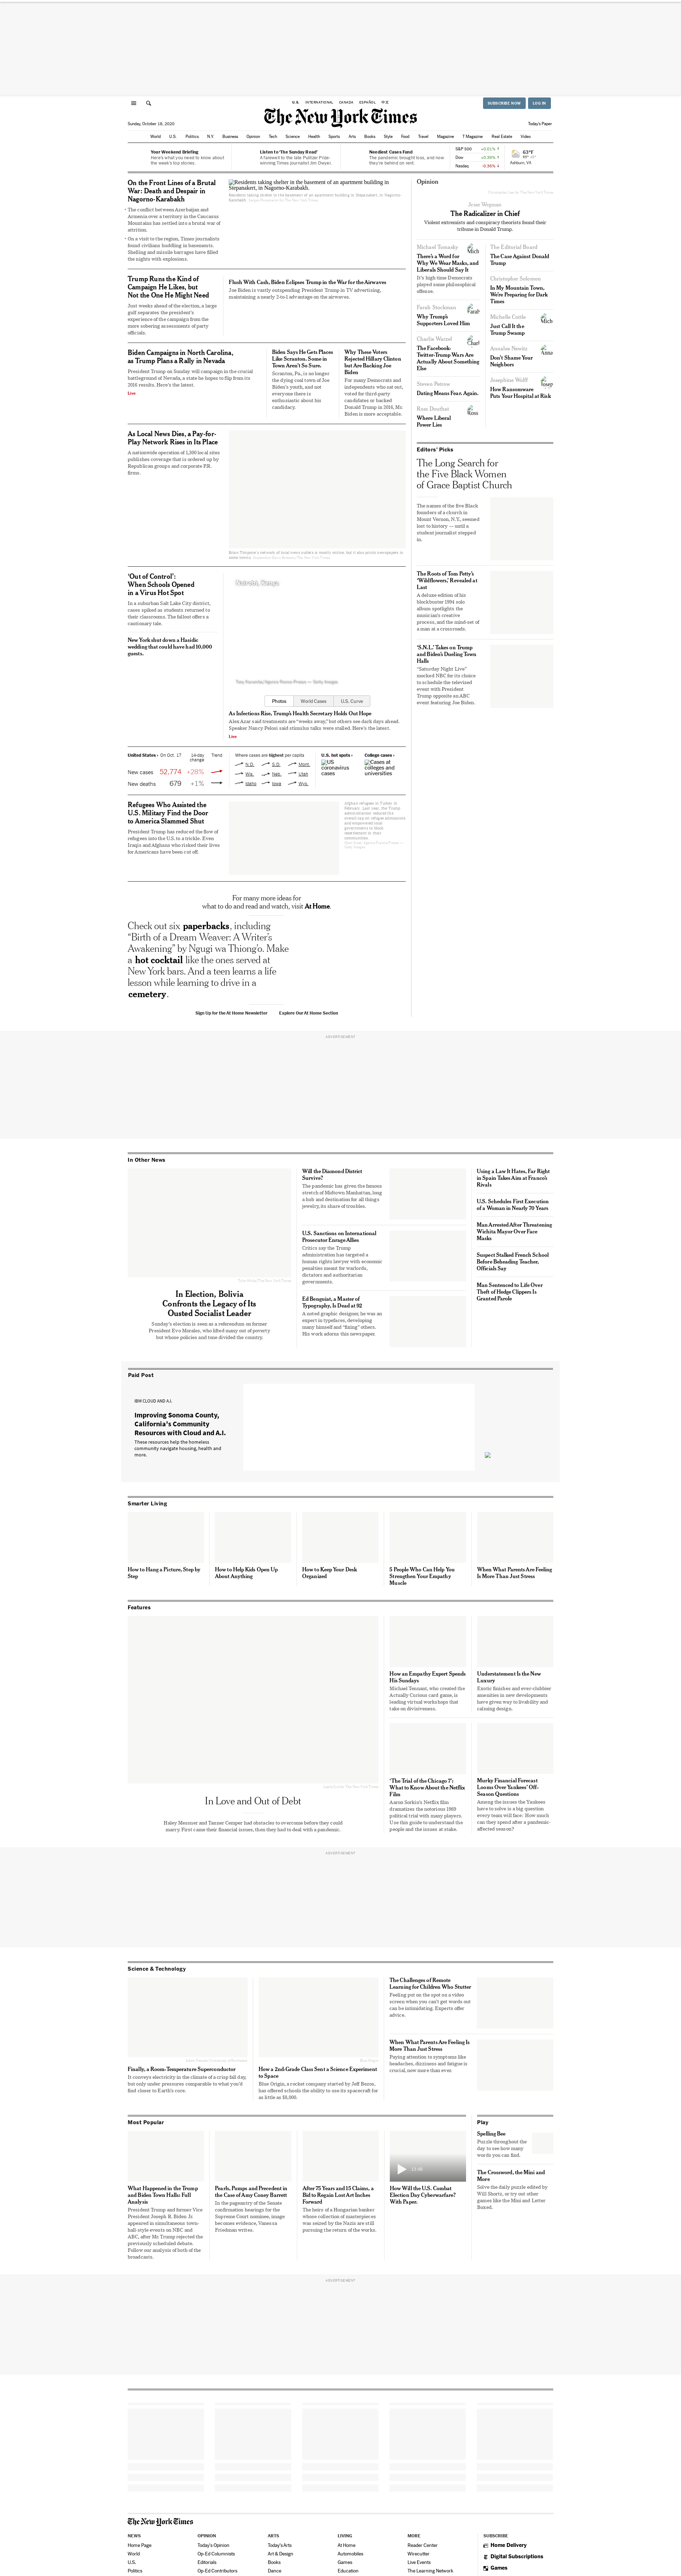 U.S.
INTERNATIONAL
CANADA
ESPAÑOL
中文
SUBSCRIBE NOW
LOG IN
The New York Times
Sunday, October 18, 2020
Today's Paper
World
U.S.
Politics
N.Y.
Business
Opinion
Tech
Science
Health
Sports
Arts
Books
Style
Food
Travel
Magazine
T Magazine
Real Estate
Video
Your Weekend Briefing
Here's what you need to know about
the week's top stories.
Listen to 'The Sunday Read'
A farewell to the late Pulitzer Prize-
winning Times journalist Jim Dwyer.
Neediest Cases Fund
The pandemic brought loss, and now
they're behind on rent.
S&P 500
Dow
Nasdaq
63°F
Ashburn, VA
On the Front Lines of a Brutal
War: Death and Despair in
Nagorno-Karabakh
• The conflict between Azerbaijan and
Armenia over a territory in the Caucasus
Mountains has settled into a brutal war of
attrition.
• On a visit to the region, Times journalists
found civilians huddling in basements.
Shelling and missile barrages have filled
the nights with explosions.
Residents taking shelter in the basement of an apartment building in
Stepanakert, in Nagorno-Karabakh.
Residents taking shelter in the basement of an apartment building in Stepanakert, in Nagorno-
Karabakh.
Trump Runs the Kind of
Campaign He Likes, but
Not the One He Might Need
Just weeks ahead of the election, a large
gulf separates the president's
experience of the campaign from the
more sobering assessments of party
officials.
Flush With Cash, Biden Eclipses Trump in the War for the Airwaves
Joe Biden is vastly outspending President Trump in TV advertising,
maintaining a nearly 2-to-1 advantage on the airwaves.
Biden Campaigns in North Carolina,
as Trump Plans a Rally in Nevada
President Trump on Sunday will campaign in the crucial
battleground of Nevada, a state he hopes to flip from its
2016 results. Here's the latest.
Live
Biden Says He Gets Places
Like Scranton. Some in
Town Aren't So Sure.
Scranton, Pa., is no longer
the dying coal town of Joe
Biden's youth, and not
everyone there is
enthusiastic about his
candidacy.
Why These Voters
Rejected Hillary Clinton
but Are Backing Joe
Biden
For many Democrats and
independents who sat out,
voted for third party
candidates or backed
Donald Trump in 2016, Mr.
Biden is more acceptable.
As Local News Dies, a Pay-for-
Play Network Rises in Its Place
A nationwide operation of 1,300 local sites
publishes coverage that is ordered up by
Republican groups and corporate P.R.
firms.
Brian Timpone's network of local news outlets is mostly online, but it also prints newspapers in
some towns.
'Out of Control':
When Schools Opened
in a Virus Hot Spot
In a suburban Salt Lake City district,
cases spiked as students returned to
their classrooms. The fallout offers a
cautionary tale.
New York shut down a Hasidic
wedding that could have had 10,000
guests.
Nairobi, Kenya
Tony Karumba/Agence France-Presse — Getty Images
Photos
World Cases
U.S. Curve
As Infections Rise, Trump's Health Secretary Holds Out Hope
Alex Azar said treatments are "weeks away," but others see dark days ahead.
Speaker Nancy Pelosi said stimulus talks have stalled. Here's the latest.
Live
United States ›
On Oct. 17
14-day
change
Trend
New cases
52,774
+28%
New deaths
679
+1%
Where cases are highest per capita
N.D.
S.D.
Mont.
Wis.
Neb.
Utah
Idaho
Iowa
Wyo.
U.S. hot spots ›
US
coronavirus
cases
College cases ›
Cases at
colleges and
universities
Refugees Who Assisted the
U.S. Military Find the Door
to America Slammed Shut
President Trump has reduced the flow of
refugees into the U.S. to a trickle. Even
Iraqis and Afghans who risked their lives
for Americans have been cut off.
For many more ideas for
what to do and read and watch, visit At Home.
Check out six paperbacks, including
"Birth of a Dream Weaver: A Writer's
Awakening" by Ngugi wa Thiong'o. Make
a hot cocktail like the ones served at
New York bars. And a teen learns at life
lesson while learning to drive in a
cemetery.
Sign Up for the At Home Newsletter
Explore Our At Home Section
Opinion
Jesse Wegman
The Radicalizer in Chief
Violent extremists and conspiracy theorists found their
tribune in Donald Trump.
Michael Tomasky
There's a Word for
Why We Wear Masks, and
Liberals Should Say It
It's high time Democrats
played some philosophical
offense.
Farah Stockman
Why Trump's
Supporters Loved Him
Charlie Warzel
The Facebook-
Twitter-Trump Wars Are
Actually About Something
Else
Steven Petrow
Dating Means Fear. Again.
Ross Douthat
Where Liberal
Power Lies
The Editorial Board
The Case Against Donald
Trump
Christopher Solomon
In My Mountain Town,
We're Preparing for Dark
Times
Michelle Cottle
Just Call It the
Trump Swamp
Annalee Newitz
Don't Shame Your
Neighbors
Josephine Wolff
How Ransomware
Puts Your Hospital at Risk
Editors' Picks
The Long Search for
the Five Black Women
of Grace Baptist Church
The names of the five Black
founders of a church in
Mount Vernon, N.Y., seemed
lost to history — until a
student journalist stepped
in.
The Roots of Tom Petty's
'Wildflowers,' Revealed at
Last
A deluxe edition of his
blockbuster 1994 solo
album spotlights the
musician's creative
process, and the mind-set of
a man at a crossroads.
'S.N.L.' Takes on Trump
and Biden's Dueling Town
Halls
"Saturday Night Live"
mocked NBC for its choice
to schedule the televised
event with President
Trump opposite an ABC
event featuring Joe Biden.
ADVERTISEMENT
In Other News
In Election, Bolivia
Confronts the Legacy of Its
Ousted Socialist Leader
Sunday's election is seen as a referendum on former
President Evo Morales, who lifted many out of poverty
but whose policies and tone divided the country.
Will the Diamond District
Survive?
The pandemic has given the famous
stretch of Midtown Manhattan, long
a hub and destination for all things
jewelry, its share of troubles.
U.S. Sanctions on International
Prosecutor Enrage Allies
Critics say the Trump
administration has targeted a
human rights lawyer with economic
penalties meant for warlords,
dictators and authoritarian
governments.
Ed Benguiat, a Master of
Typography, Is Dead at 92
A noted graphic designer, he was an
expert in typefaces, developing
many himself and "fixing" others.
His work adorns this newspaper.
Using a Law It Hates, Far Right
in Spain Takes Aim at Franco's
Rivals
U.S. Schedules First Execution
of a Woman in Nearly 70 Years
Man Arrested After Threatening
Wichita Mayor Over Face
Masks
Suspect Stalked French School
Before Beheading Teacher,
Officials Say
Man Sentenced to Life Over
Theft of Hedge Clippers Is
Granted Parole
Paid Post
IBM CLOUD AND A.I.
Improving Sonoma County,
California's Community
Resources with Cloud and A.I.
These resources help the homeless
community navigate housing, health and
more.
Smarter Living
How to Hang a Picture, Step by
Step
How to Help Kids Open Up
About Anything
How to Keep Your Desk
Organized
5 People Who Can Help You
Strengthen Your Empathy
Muscle
When What Parents Are Feeling
Is More Than Just Stress
Features
In Love and Out of Debt
Haley Messmer and Tanner Gemper had obstacles to overcome before they could
marry. First came their financial issues, then they had to deal with a pandemic.
How an Empathy Expert Spends
His Sundays
Michael Tennant, who created the
Actually Curious card game, is
leading virtual workshops that
take on divisiveness.
Understatement Is the New
Luxury
Exotic finishes and over-clubbier
amenities in new developments
have given way to livability and
calming design.
'The Trial of the Chicago 7':
What to Know About the Netflix
Film
Aaron Sorkin's Netflix film
dramatizes the notorious 1969
political trial with many players.
Use this guide to understand the
people and the issues at stake.
Murky Financial Forecast
Looms Over Yankees' Off-
Season Questions
Among the issues the Yankees
have to solve is a big question
every team will face: How much
can they spend after a pandemic-
affected season?
ADVERTISEMENT
Science & Technology
Finally, a Room-Temperature Superconductor
It conveys electricity in the climate of a crisp fall day,
but only under pressures comparable to what you'd
find closer to Earth's core.
How a 2nd-Grade Class Sent a Science Experiment
to Space
Blue Origin, a rocket company started by Jeff Bezos,
has offered schools the ability to use its spacecraft for
as little as $8,000.
The Challenges of Remote
Learning for Children Who Stutter
Feeling put on the spot on a video
screen when you can't get words out
can be intimidating. Experts offer
advice.
When What Parents Are Feeling Is
More Than Just Stress
Paying attention to symptoms like
headaches, dizziness and fatigue is
crucial, now more than ever.
Most Popular
What Happened in the Trump
and Biden Town Halls: Full
Analysis
President Trump and former Vice
President Joseph R. Biden Jr.
appeared in simultaneous town-
hall-style events on NBC and
ABC, after Mr. Trump rejected the
previously scheduled debate.
Follow our analysis of both of the
broadcasts.
Pearls, Pumps and Precedent in
the Case of Amy Coney Barrett
In the pageantry of the Senate
confirmation hearings for the
Supreme Court nominee, image
becomes evidence, Vanessa
Friedman writes.
After 75 Years and 15 Claims, a
Bid to Regain Lost Art Inches
Forward
The heirs of a Hungarian banker
whose collection of masterpieces
was seized by the Nazis are still
pursuing the return of the works.
How Will the U.S. Combat
Election Day Cyberwarfare?
With Paper.
Play
Spelling Bee
Puzzle throughout the
day to see how many
words you can find.
The Crossword, the Mini and
More
Solve the daily puzzle edited by
Will Shortz, or try out other
games like the Mini and Letter
Boxed.
ADVERTISEMENT
The New York Times
NEWS
Home Page
World
U.S.
Politics
OPINION
Today's Opinion
Op-Ed Columnists
Editorials
Op-Ed Contributors
ARTS
Today's Arts
Art & Design
Books
Dance
LIVING
At Home
Automobiles
Games
Education
MORE
Reader Center
Wirecutter
Live Events
The Learning Network
SUBSCRIBE
Home Delivery
Digital Subscriptions
Games